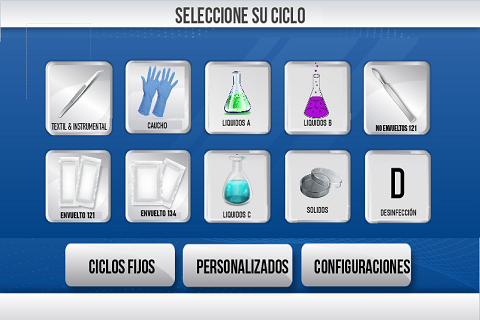 SELECCIONE SU CICLO
TEXTIL & INSTRUMENTAL
CAUCHO
LIQUIDOS A
LIQUIDOS B
NO ENVUELTOS 121
ENVUELTO 121
ENVUELTO 134
LIQUIDOS C
SOLIDOS
D
DESINFECCIÓN
CICLOS FIJOS
PERSONALIZADOS
CONFIGURACIONES